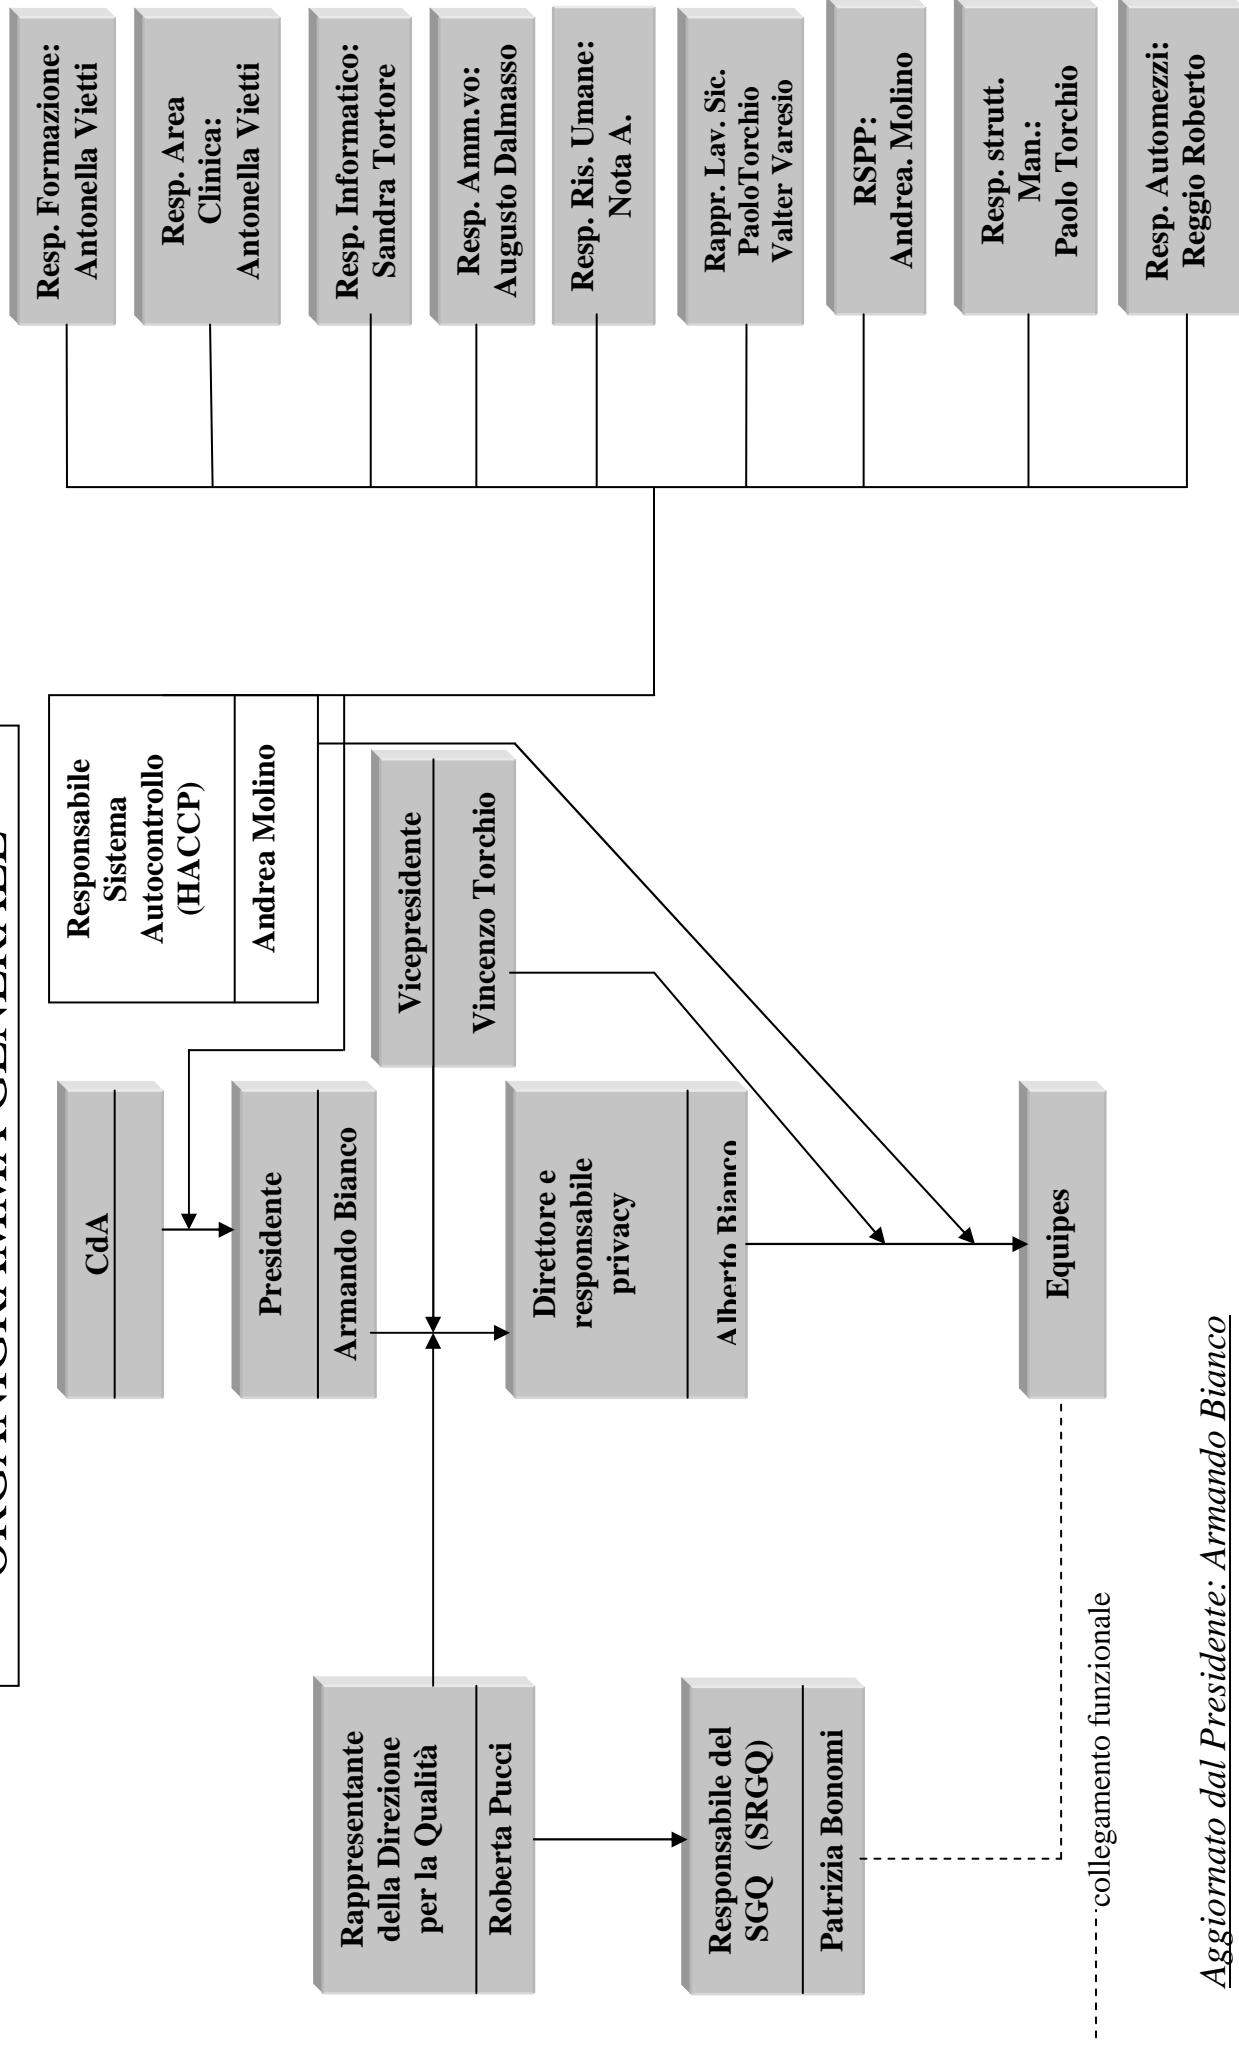 ORGANIGRAMMA GENERALE
CdA
Presidente
Armando Bianco
Responsabile
Sistema
Autocontrollo
(HACCP)
Andrea Molino
Vicepresidente
Vincenzo Torchio
Rappresentante
della Direzione
per la Qualità
Roberta Pucci
Direttore e
responsabile
privacy
Alberto Bianco
Responsabile del
SGQ (SRGQ)
Patrizia Bonomi
Equipes
collegamento funzionale
Resp. Formazione:
Antonella Vietti
Resp. Area
Clinica:
Antonella Vietti
Resp. Informatico:
Sandra Tortore
Resp. Amm.vo:
Augusto Dalmasso
Resp. Ris. Umane:
Nota A.
Rappr. Lav. Sic.
PaoloTorchio
Valter Varesio
RSPP:
Andrea. Molino
Resp. strutt.
Man.:
Paolo Torchio
Resp. Automezzi:
Reggio Roberto
Aggiornato dal Presidente: Armando Bianco